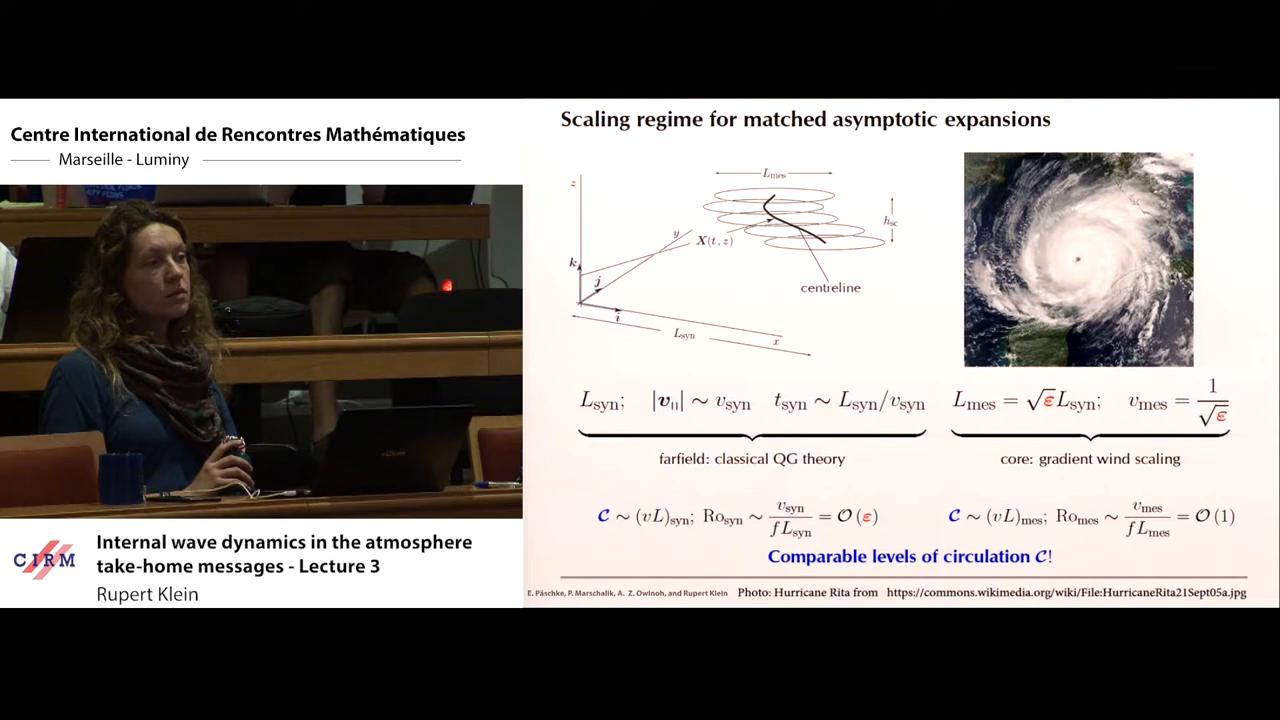 Centre International de Rencontres Mathématiques
Marseille - Luminy
Scaling regime for matched asymptotic expansions
L_mes
z
y
X(t, z)
h_sc
k
j
i
centreline
L_syn
x
L_syn; |v_||| ∼ v_syn t_syn ∼ L_syn/v_syn
L_mes = √ε L_syn; v_mes = 1/√ε
farfield: classical QG theory
core: gradient wind scaling
C ∼ (vL)_syn; Ro_syn ∼ v_syn/(f L_syn) = O(ε)
C ∼ (vL)_mes; Ro_mes ∼ v_mes/(f L_mes) = O(1)
Comparable levels of circulation C!
E. Päschke, P. Marschalik, A. Z. Owinoh, and Rupert Klein
Photo: Hurricane Rita from https://commons.wikimedia.org/wiki/File:HurricaneRita21Sept05a.jpg
CIRM
Internal wave dynamics in the atmosphere
take-home messages - Lecture 3
Rupert Klein